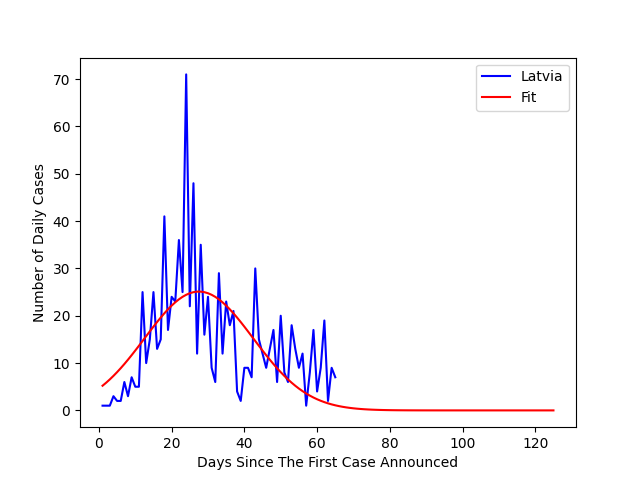 Latvia
Fit
70
60
50
40
30
20
10
0
Number of Daily Cases
0 20 40 60 80 100 120
Days Since The First Case Announced